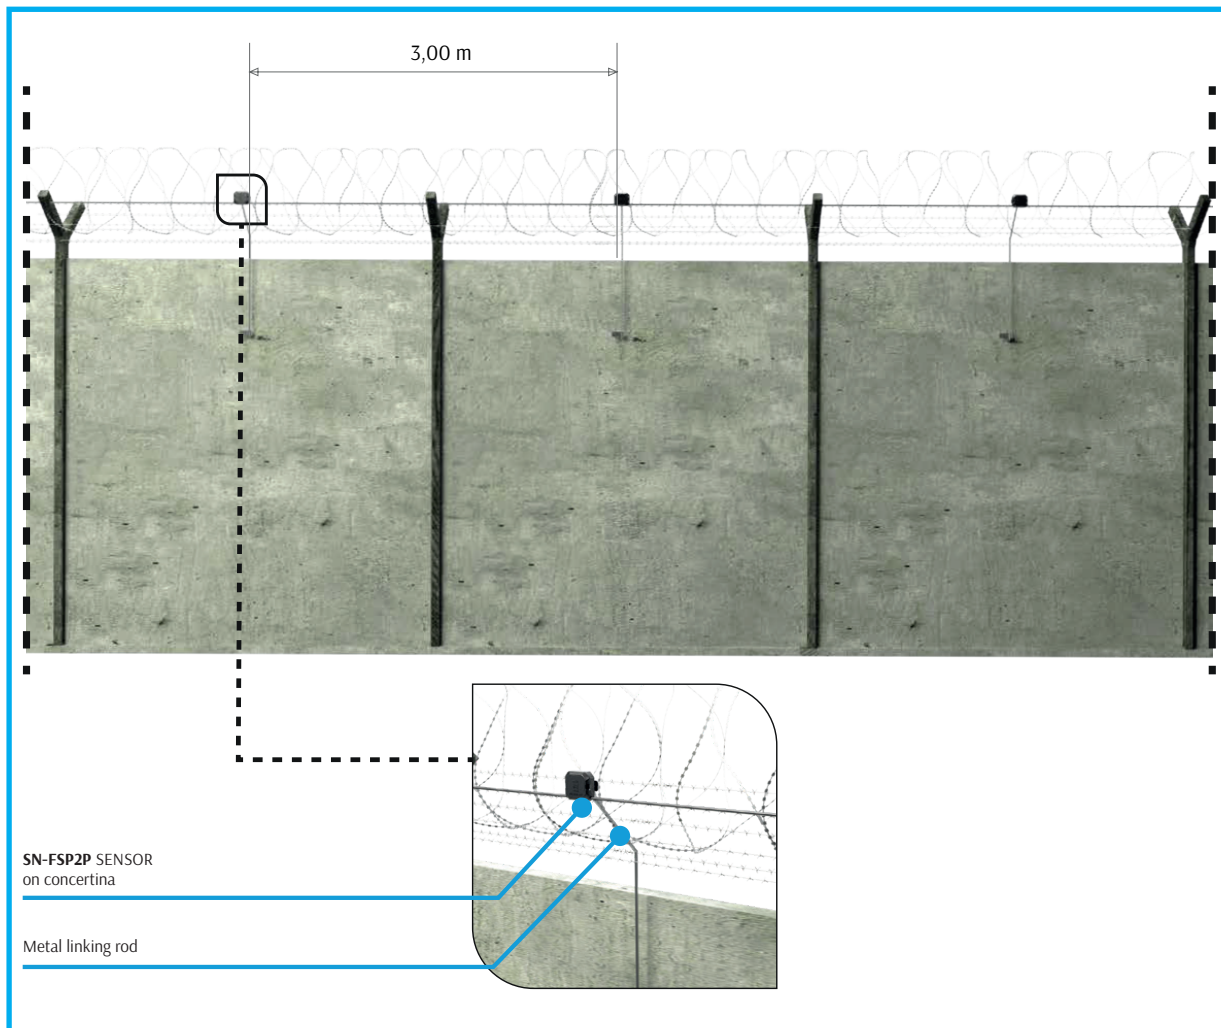 3,00 m
SN-FSP2P SENSOR
on concertina
Metal linking rod